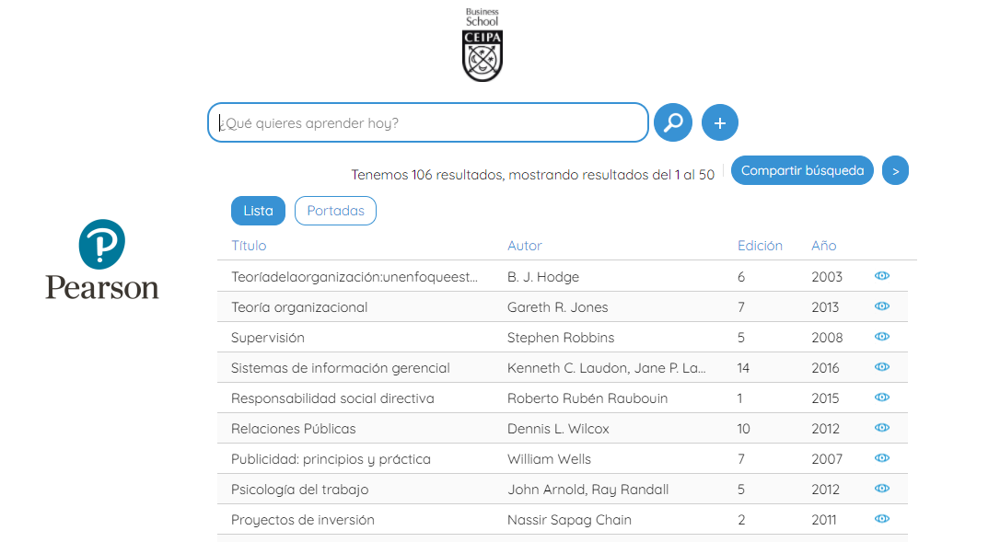 Business
School
CEIPA
¿Qué quieres aprender hoy?
+
Tenemos 106 resultados, mostrando resultados del 1 al 50
Compartir búsqueda
>
Lista
Portadas
Pearson
Título Autor Edición Año
Teoríadelaorganización:unenfoqueest... B. J. Hodge 6 2003
Teoría organizacional Gareth R. Jones 7 2013
Supervisión Stephen Robbins 5 2008
Sistemas de información gerencial Kenneth C. Laudon, Jane P. La... 14 2016
Responsabilidad social directiva Roberto Rubén Raubouin 1 2015
Relaciones Públicas Dennis L. Wilcox 10 2012
Publicidad: principios y práctica William Wells 7 2007
Psicología del trabajo John Arnold, Ray Randall 5 2012
Proyectos de inversión Nassir Sapag Chain 2 2011